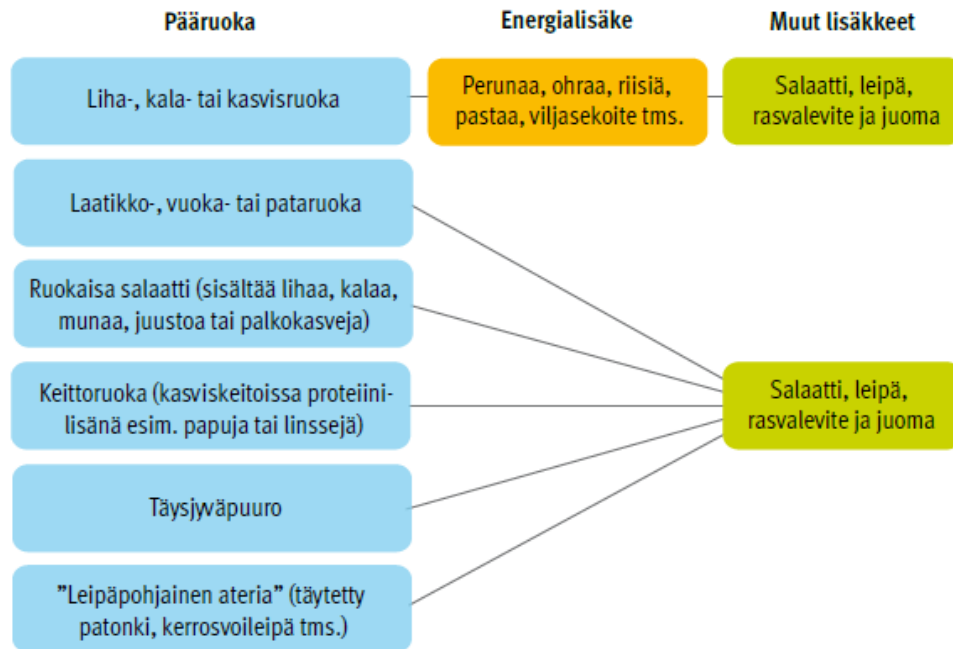 Pääruoka
Energialisäke
Muut lisäkkeet
Liha-, kala- tai kasvisruoka
Perunaa, ohraa, riisiä,
pastaa, viljasekoite tms.
Salaatti, leipä,
rasvalevite ja juoma
Laatikko-, vuoka- tai pataruoka
Ruokaisa salaatti (sisältää lihaa, kalaa,
munaa, juustoa tai palkokasveja)
Keittoruoka (kasviskeitoissa proteiini-
lisänä esim. papuja tai linssejä)
Salaatti, leipä,
rasvalevite ja juoma
Täysjyväpuuro
”Leipäpohjainen ateria” (täytetty
patonki, kerrosvoileipä tms.)